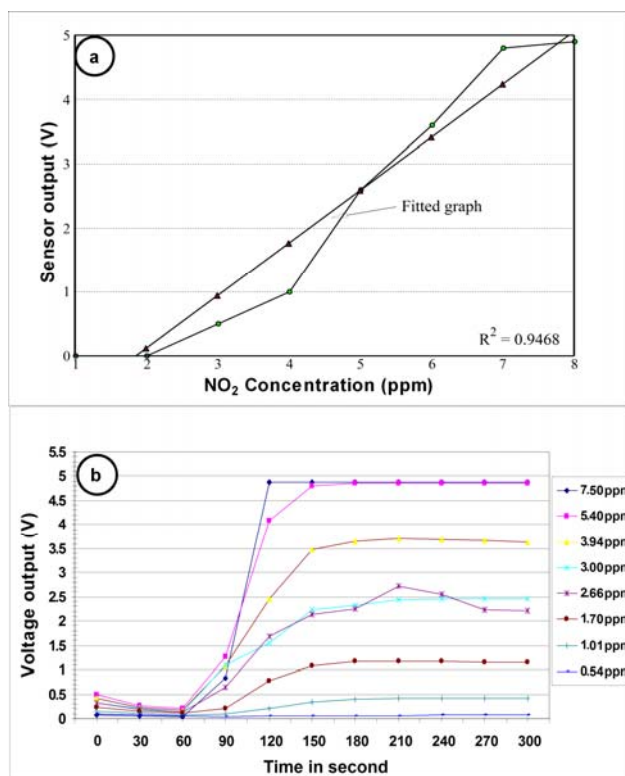 a
5
4
3
2
1
0
Sensor output (V)
Fitted graph
R² = 0.9468
1 2 3 4 5 6 7 8
NO₂ Concentration (ppm)
b
5.5
5
4.5
4
3.5
3
2.5
2
1.5
1
0.5
0
Voltage output (V)
0 30 60 90 120 150 180 210 240 270 300
Time in second
7.50ppm
5.40ppm
3.94ppm
3.00ppm
2.66ppm
1.70ppm
1.01ppm
0.54ppm